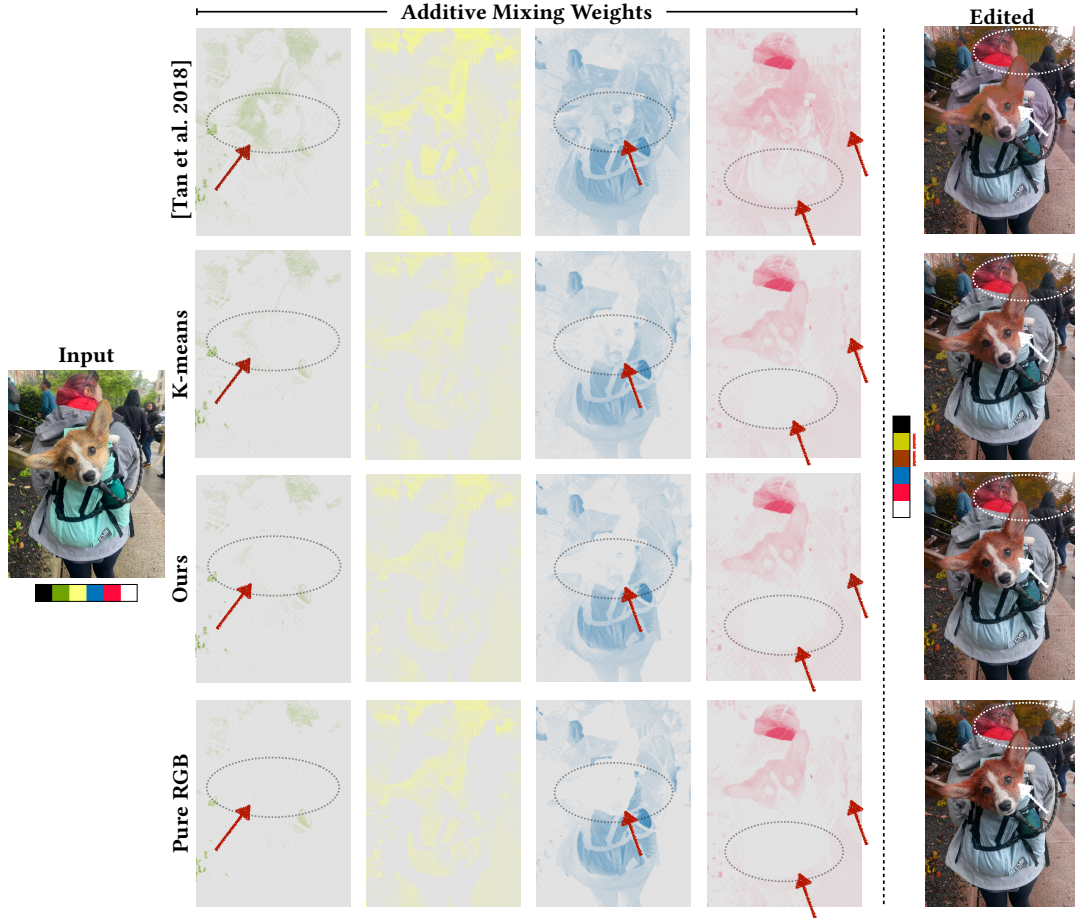 Additive Mixing Weights
Edited
[Tan et al. 2018]
K-means
Input
Ours
Pure RGB